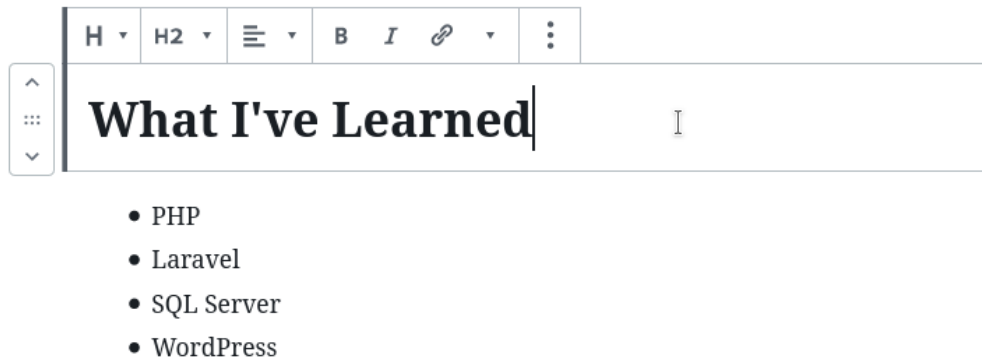 H H2 B I
What I've Learned
PHP
Laravel
SQL Server
WordPress